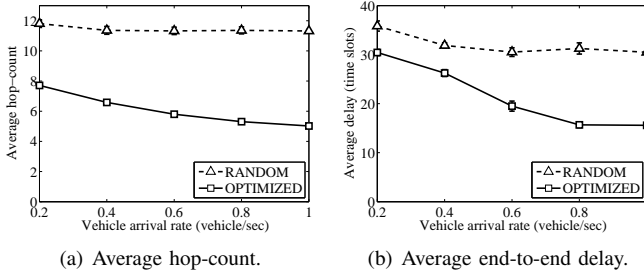 12
10
8
6
4
2
0
Average hop-count
RANDOM
OPTIMIZED
0.2 0.4 0.6 0.8 1
Vehicle arrival rate (vehicle/sec)
(a) Average hop-count.
40
30
20
10
0
Average delay (time slots)
RANDOM
OPTIMIZED
0.2 0.4 0.6 0.8
Vehicle arrival rate (vehicle/sec)
(b) Average end-to-end delay.